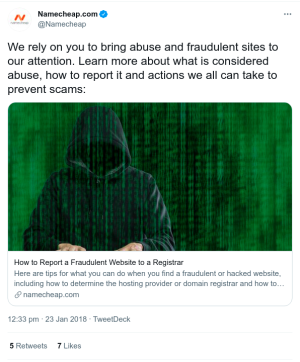 Namecheap.com
@Namecheap
We rely on you to bring abuse and fraudulent sites to
our attention. Learn more about what is considered
abuse, how to report it and actions we all can take to
prevent scams:
How to Report a Fraudulent Website to a Registrar
Here are tips for what you can do when you find a fraudulent or hacked website,
including how to determine the hosting provider or domain registrar and how to…
namecheap.com
12:33 pm · 23 Jan 2018 · TweetDeck
5 Retweets 7 Likes